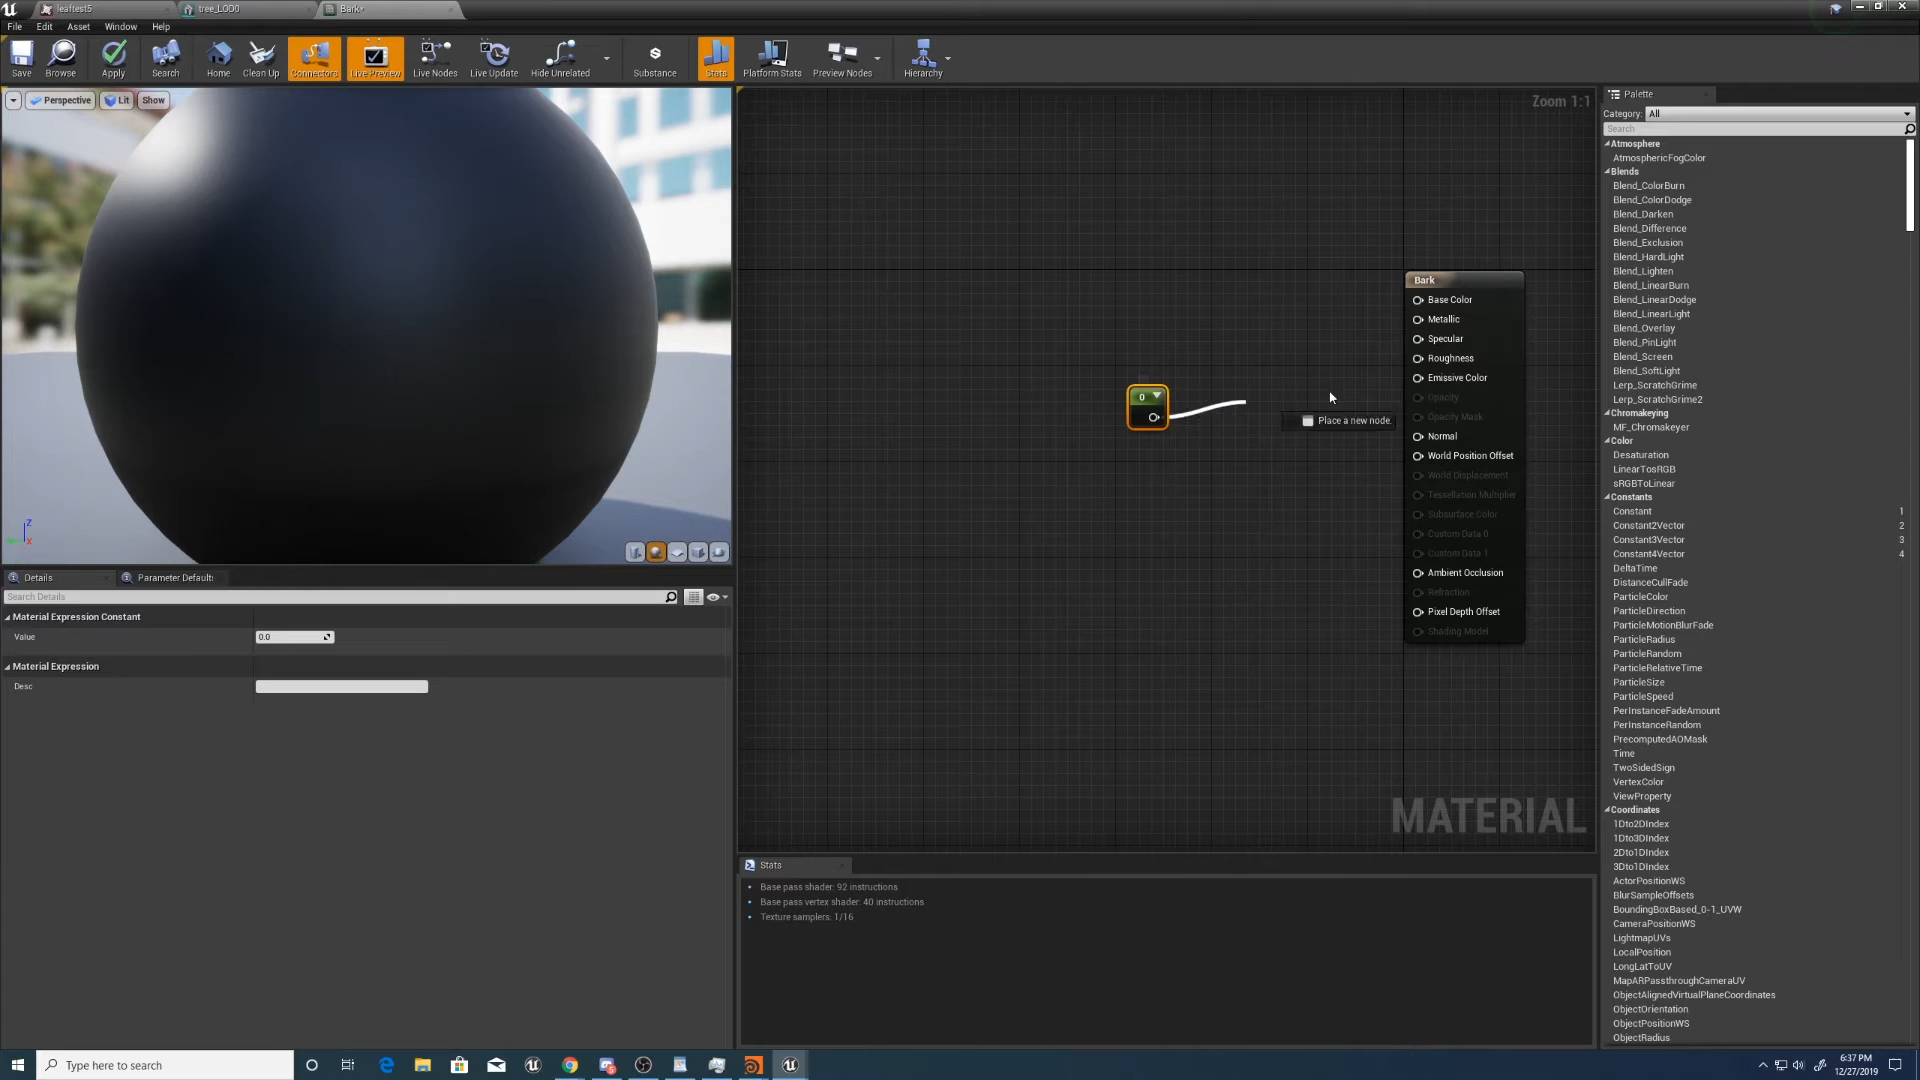 leaftest5
tree_LOD0
Bark*
File Edit Asset Window Help
Save Browse Apply Search Home Clean Up Connectors Live Preview Live Nodes Live Update Hide Unrelated Substance Stats Platform Stats Preview Nodes Hierarchy
Perspective Lit Show
Z
X
Zoom 1:1
0
Place a new node.
Bark
Base Color
Metallic
Specular
Roughness
Emissive Color
Opacity
Opacity Mask
Normal
World Position Offset
World Displacement
Tessellation Multiplier
Subsurface Color
Custom Data 0
Custom Data 1
Ambient Occlusion
Refraction
Pixel Depth Offset
Shading Model
MATERIAL
Details
Parameter Defaults
Search Details
Material Expression Constant
Value 0.0
Material Expression
Desc
Stats
Base pass shader: 92 instructions
Base pass vertex shader: 40 instructions
Texture samplers: 1/16
Palette
Category: All
Search
Atmosphere
AtmosphericFogColor
Blends
Blend_ColorBurn
Blend_ColorDodge
Blend_Darken
Blend_Difference
Blend_Exclusion
Blend_HardLight
Blend_Lighten
Blend_LinearBurn
Blend_LinearDodge
Blend_LinearLight
Blend_Overlay
Blend_PinLight
Blend_Screen
Blend_SoftLight
Lerp_ScratchGrime
Lerp_ScratchGrime2
Chromakeying
MF_Chromakeyer
Color
Desaturation
LinearTosRGB
sRGBToLinear
Constants
Constant 1
Constant2Vector 2
Constant3Vector 3
Constant4Vector 4
DeltaTime
DistanceCullFade
ParticleColor
ParticleDirection
ParticleMotionBlurFade
ParticleRadius
ParticleRandom
ParticleRelativeTime
ParticleSize
ParticleSpeed
PerInstanceFadeAmount
PerInstanceRandom
PrecomputedAOMask
Time
TwoSidedSign
VertexColor
ViewProperty
Coordinates
1Dto2DIndex
1Dto3DIndex
2Dto1DIndex
3Dto1DIndex
ActorPositionWS
BlurSampleOffsets
BoundingBoxBased_0-1_UVW
CameraPositionWS
LightmapUVs
LocalPosition
LongLatToUV
MapARPassthroughCameraUV
ObjectAlignedVirtualPlaneCoordinates
ObjectOrientation
ObjectPositionWS
ObjectRadius
Type here to search
6:37 PM
12/27/2019